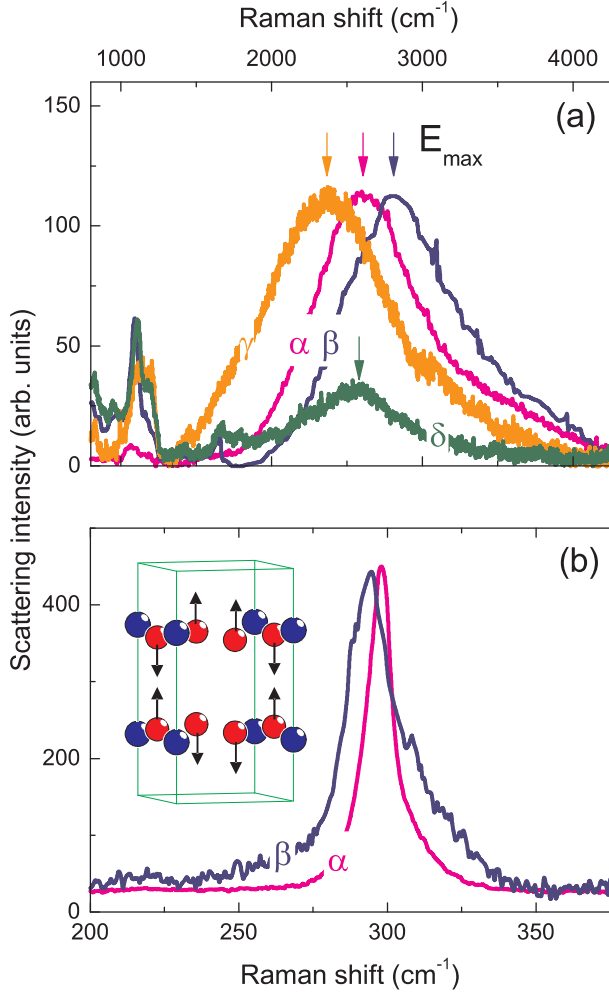 Raman shift (cm⁻¹)
1000 2000 3000 4000
150
(a)
E_max
100
γ
α β
50
δ
0
Scattering intensity (arb. units)
(b)
400
200
β α
0
200 250 300 350
Raman shift (cm⁻¹)